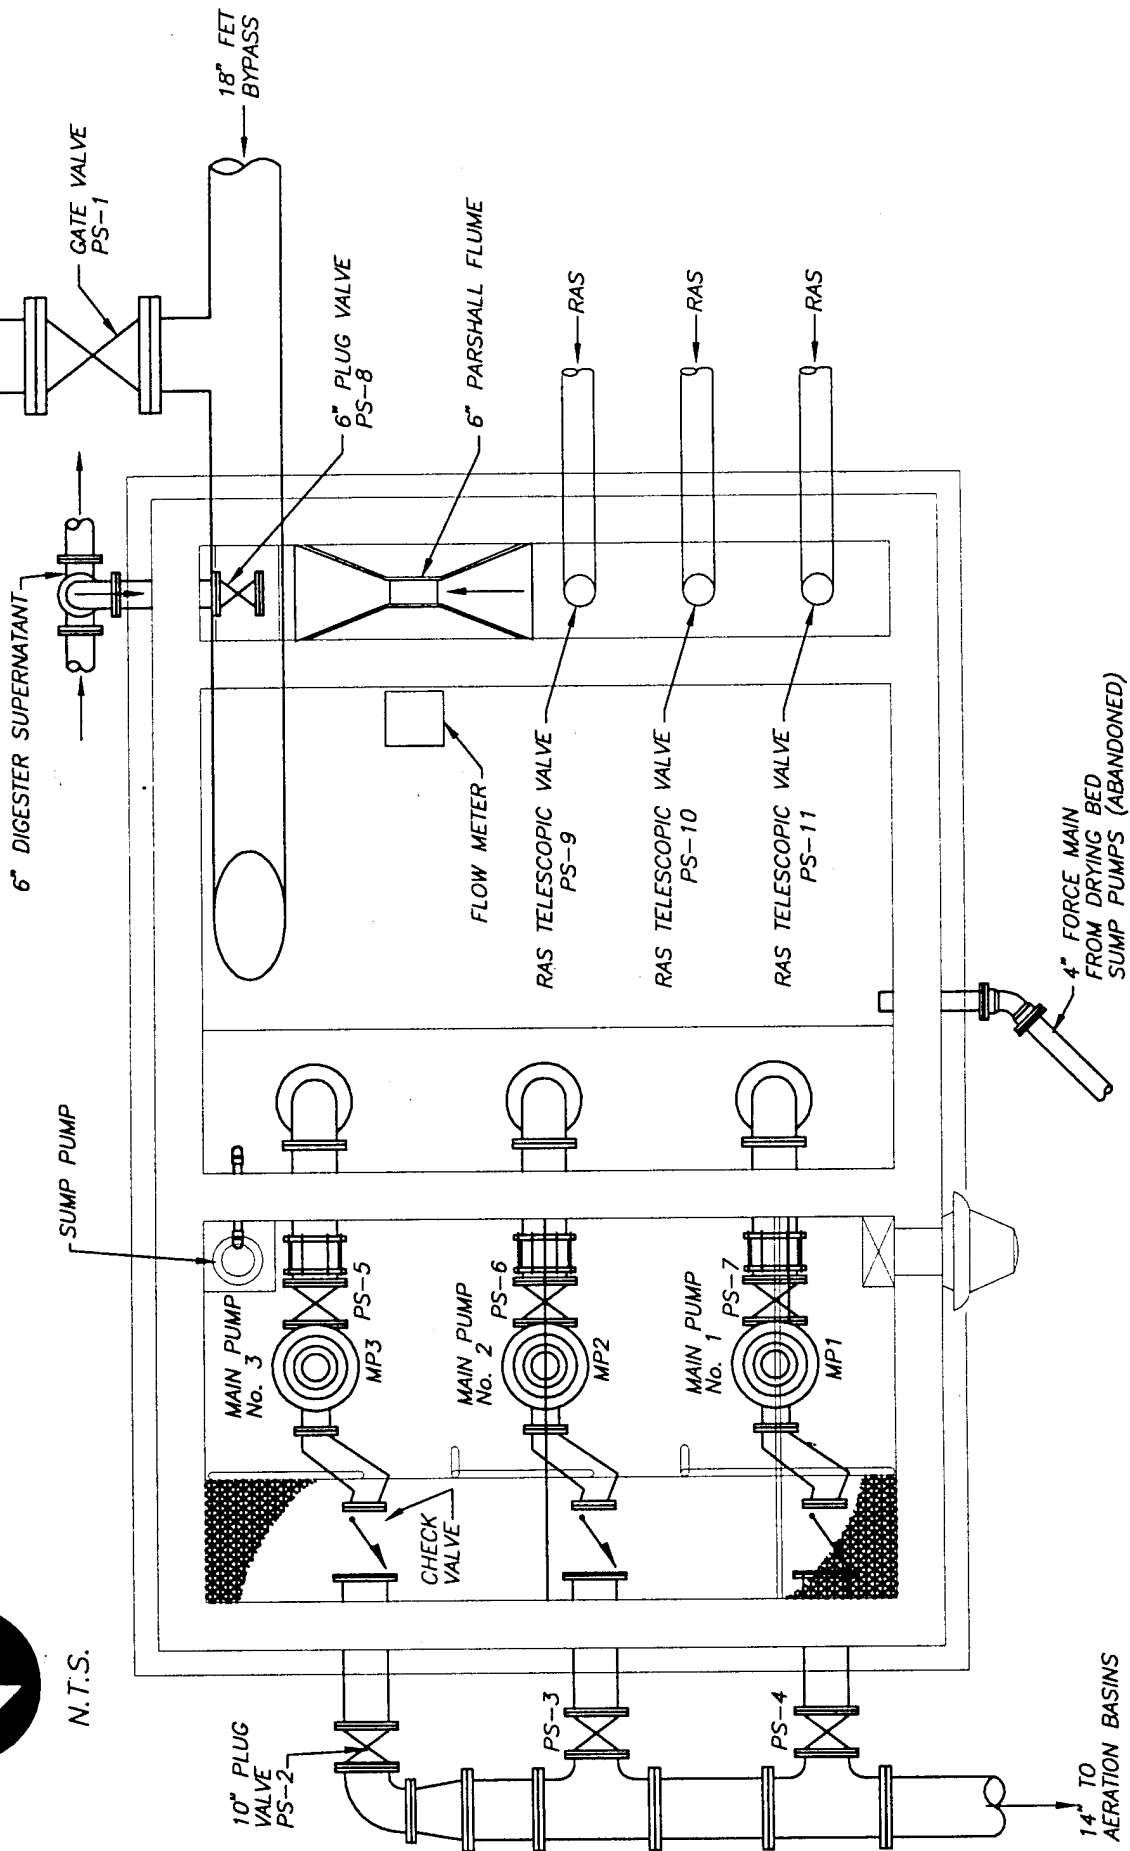 6" DIGESTER SUPERNATANT
18" FET
BYPASS
GATE VALVE
PS-1
6" PLUG VALVE
PS-8
6" PARSHALL FLUME
RAS
RAS
RAS
FLOW METER
RAS TELESCOPIC VALVE
PS-9
RAS TELESCOPIC VALVE
PS-10
RAS TELESCOPIC VALVE
PS-11
4" FORCE MAIN
FROM DRYING BED
SUMP PUMPS (ABANDONED)
SUMP PUMP
MAIN PUMP
No. 3
PS-5
MP3
MAIN PUMP
No. 2
PS-6
MP2
MAIN PUMP
No. 1
PS-7
MP1
CHECK
VALVE
N.T.S.
10" PLUG
VALVE
PS-2
PS-3
PS-4
14" TO
AERATION BASINS